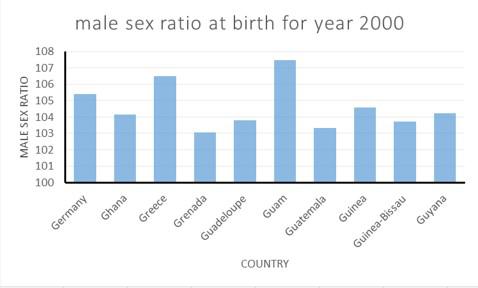 male sex ratio at birth for year 2000
MALE SEX RATIO
108
107
106
105
104
103
102
101
100
Germany
Ghana
Greece
Grenada
Guadeloupe
Guam
Guatemala
Guinea
Guinea-Bissau
Guyana
COUNTRY